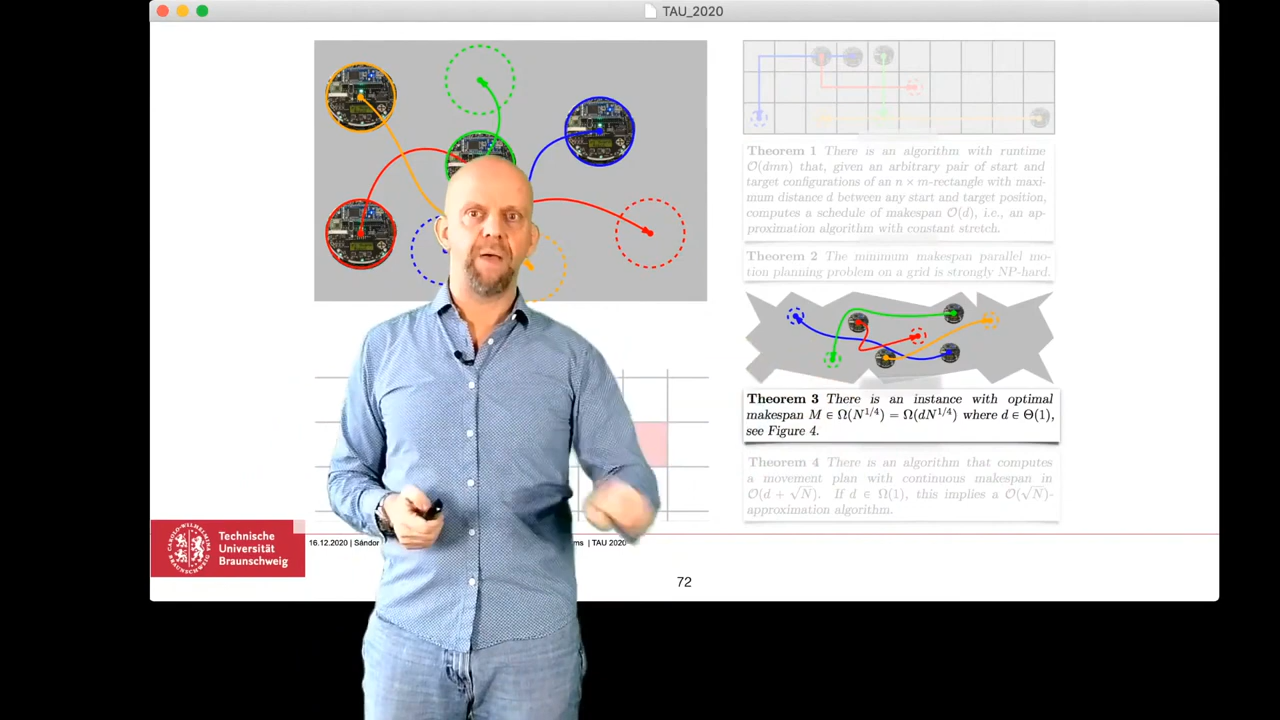 TAU_2020
Theorem 1 There is an algorithm with runtime
O(dmn) that, given an arbitrary pair of start and
target configurations of an n × m-rectangle with maxi-
mum distance d between any start and target position,
computes a schedule of makespan O(d), i.e., an ap-
proximation algorithm with constant stretch.
Theorem 2 The minimum makespan parallel mo-
tion planning problem on a grid is strongly NP-hard.
Theorem 3 There is an instance with optimal
makespan M ∈ Ω(N^{1/4}) = Ω(dN^{1/4}) where d ∈ Θ(1),
see Figure 4.
Theorem 4 There is an algorithm that computes
a movement plan with continuous makespan in
O(d + √N). If d ∈ Ω(1), this implies a O(√N)-
approximation algorithm.
CAROLO-WILHELMINA
Technische
Universität
Braunschweig
16.12.2020 | Sándor
| TAU 2020
72